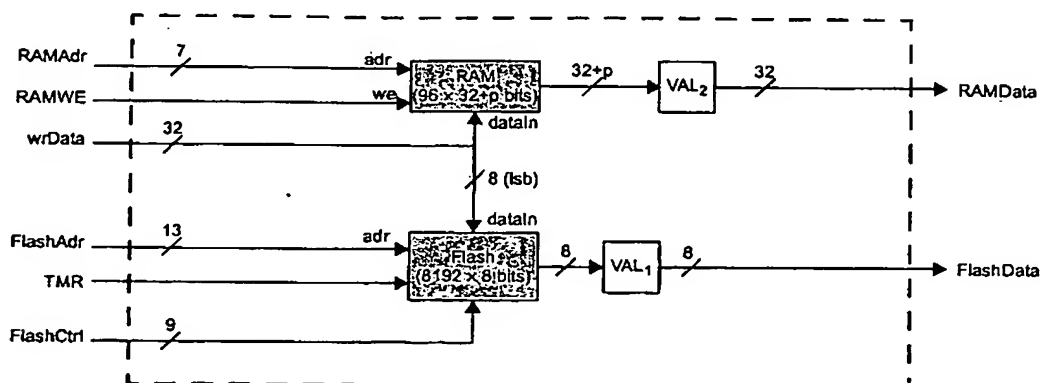 RAMAdr
7
adr
RAM
(96 x 32+p bits)
32+p
VAL2
32
RAMData
RAMWE
we
dataIn
wrData
32
8 (lsb)
dataIn
FlashAdr
13
adr
Flash
(8192 x 8 bits)
8
VAL1
8
FlashData
TMR
FlashCtrl
9